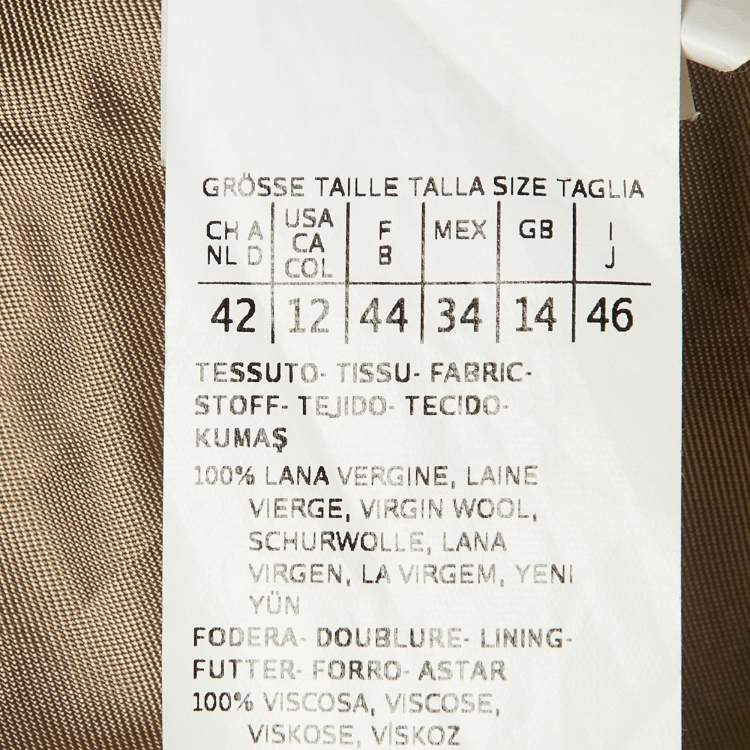 GRÖSSE TAILLE TALLA SIZE TAGLIA
CH A NL D | USA CA COL | F B | MEX | GB | I J
42 | 12 | 44 | 34 | 14 | 46
TESSUTO- TISSU- FABRIC-
STOFF- TEJIDO- TECIDO-
KUMAŞ
100% LANA VERGINE, LAINE
VIERGE, VIRGIN WOOL,
SCHURWOLLE, LANA
VIRGEN, LA VIRGEM, YENI
YÜN
FODERA- DOUBLURE- LINING-
FUTTER- FORRO- ASTAR
100% VISCOSA, VISCOSE,
VISKOSE, VİSKOZ